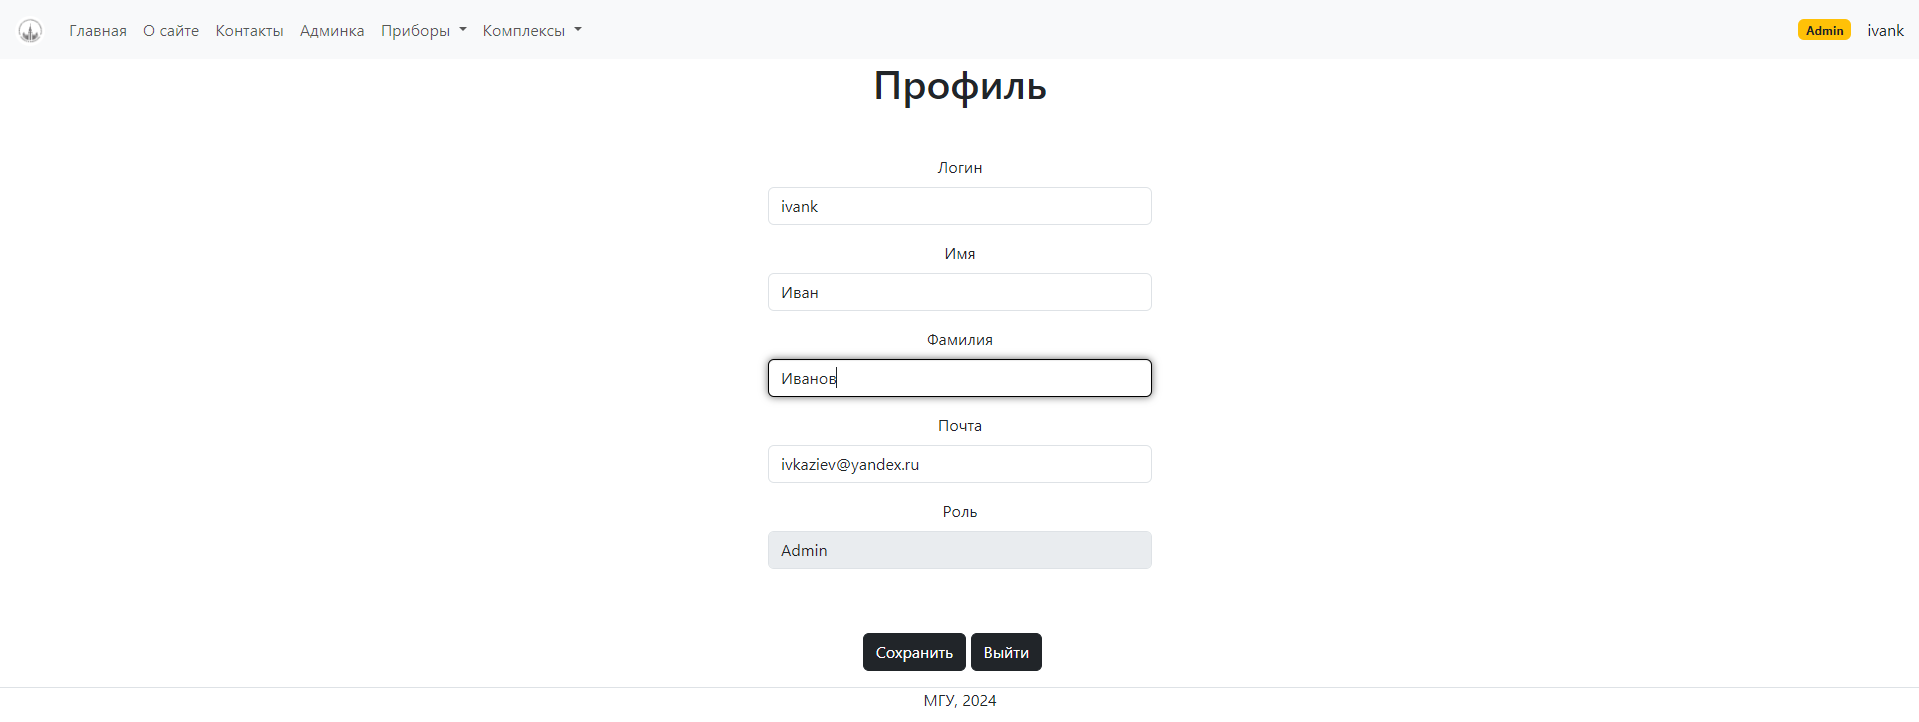 Главная О сайте Контакты Админка Приборы Комплексы Admin ivank
Профиль
Логин
ivank
Имя
Иван
Фамилия
Иванов
Почта
ivkaziev@yandex.ru
Роль
Admin
Сохранить Выйти
МГУ, 2024